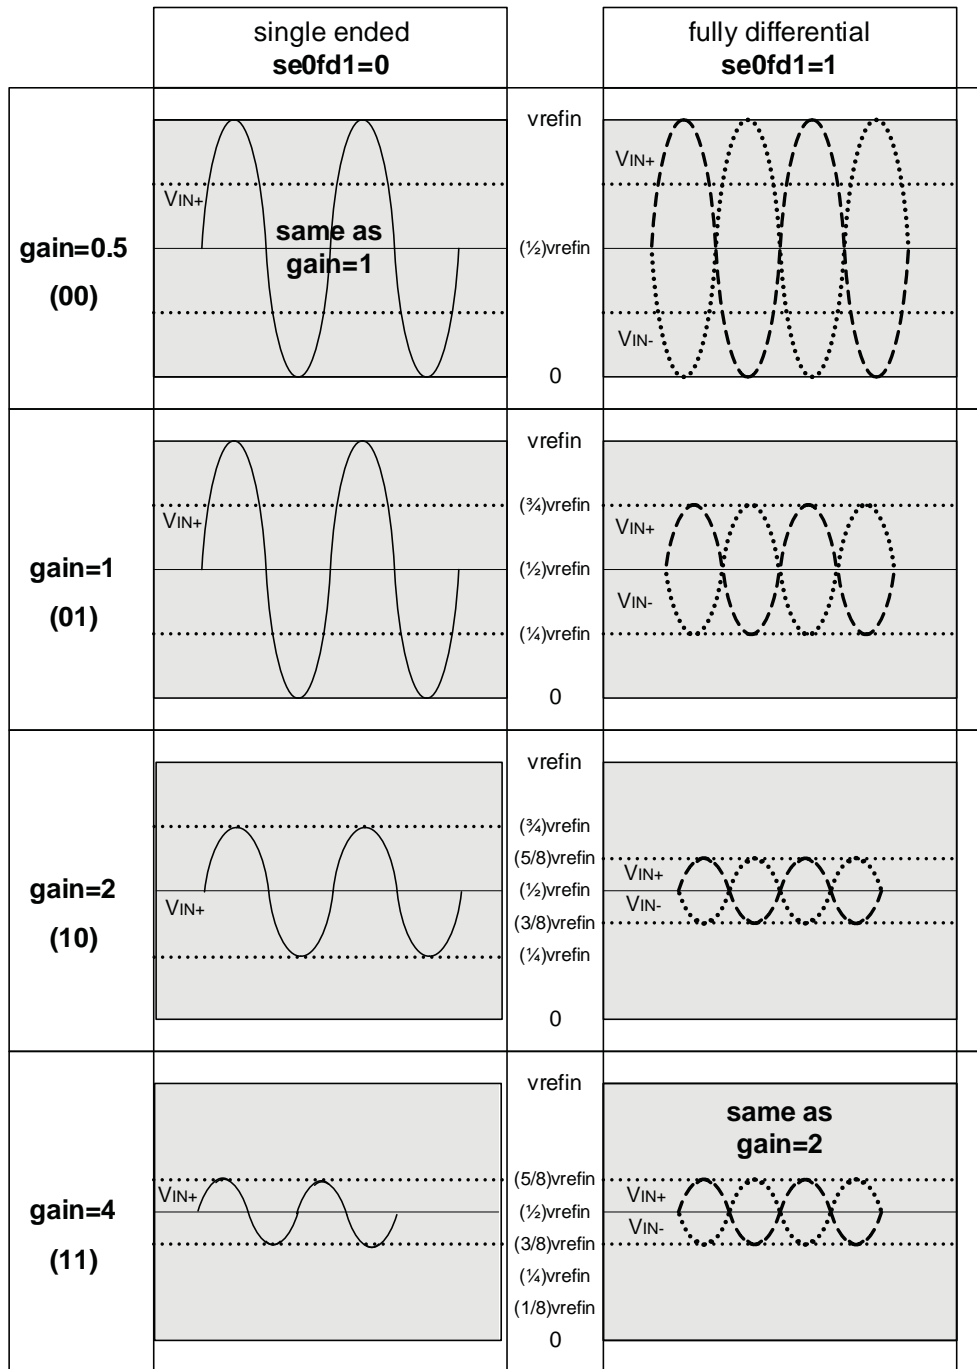 single ended
se0fd1=0
fully differential
se0fd1=1
gain=0.5
(00)
VIN+
same as
gain=1
vrefin
(½)vrefin
0
VIN+
VIN-
gain=1
(01)
VIN+
vrefin
(¾)vrefin
(½)vrefin
(¼)vrefin
0
VIN+
VIN-
gain=2
(10)
VIN+
vrefin
(¾)vrefin
(5/8)vrefin
(½)vrefin
(3/8)vrefin
(¼)vrefin
0
VIN+
VIN-
gain=4
(11)
VIN+
vrefin
(5/8)vrefin
(½)vrefin
(3/8)vrefin
(¼)vrefin
(1/8)vrefin
0
same as
gain=2
VIN+
VIN-